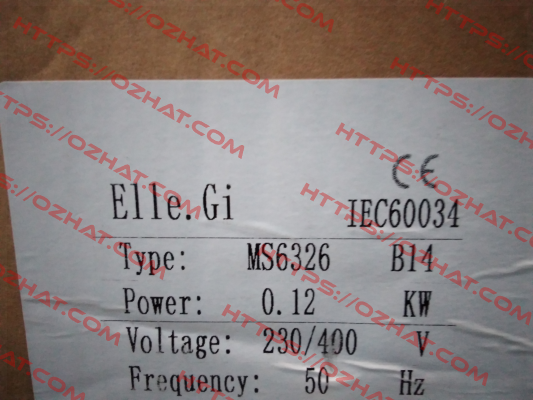 CE
Elle.Gi IEC60034
Type: MS6326 B14
Power: 0.12 KW
Voltage: 230/400 V
Frequency: 50 Hz
HTTPS://OZHAT.COM